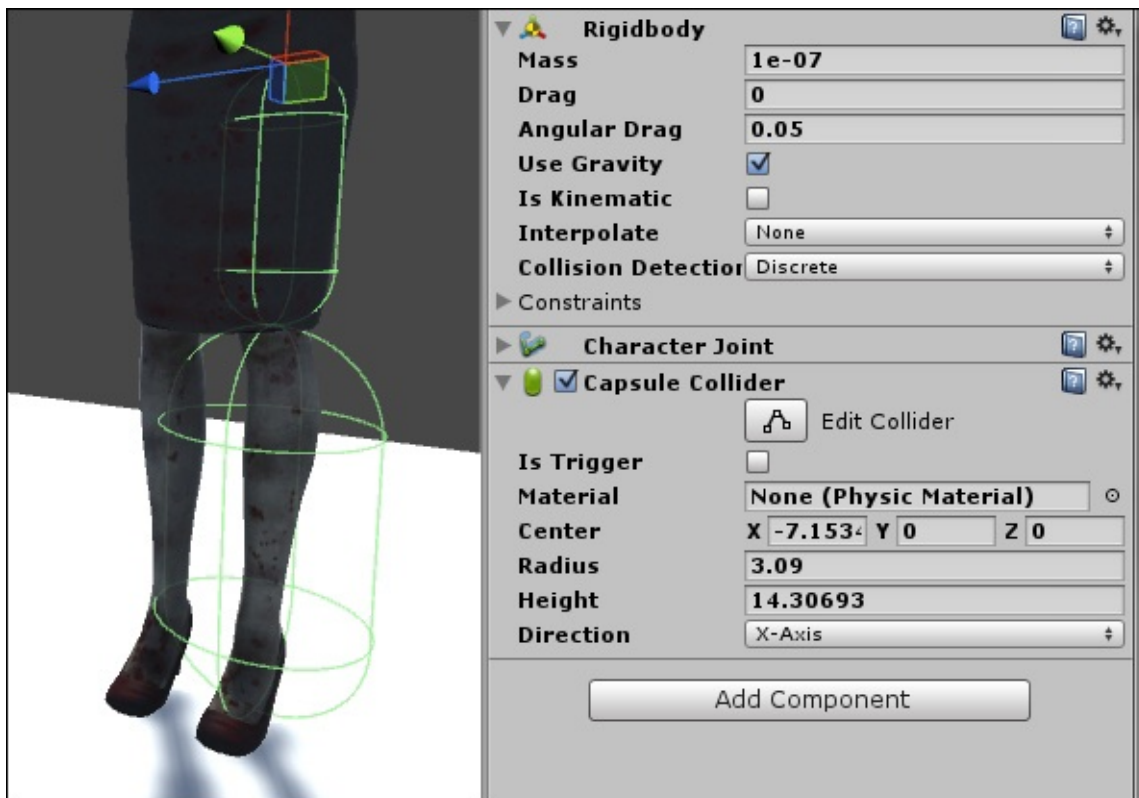 Rigidbody
Mass 1e-07
Drag 0
Angular Drag 0.05
Use Gravity
Is Kinematic
Interpolate None
Collision Detection Discrete
Constraints
Character Joint
Capsule Collider
Edit Collider
Is Trigger
Material None (Physic Material)
Center X -7.1534 Y 0 Z 0
Radius 3.09
Height 14.30693
Direction X-Axis
Add Component